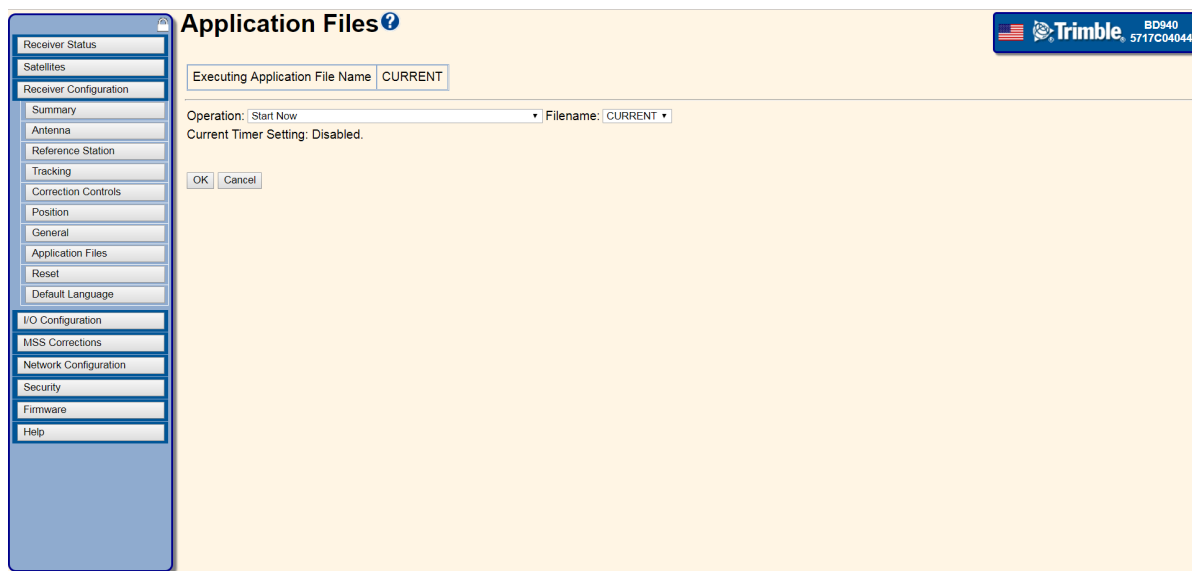 Application Files?
Trimble® BD940
5717C04044
Receiver Status
Satellites
Receiver Configuration
Summary
Antenna
Reference Station
Tracking
Correction Controls
Position
General
Application Files
Reset
Default Language
I/O Configuration
MSS Corrections
Network Configuration
Security
Firmware
Help
Executing Application File Name CURRENT
Operation: Start Now Filename: CURRENT
Current Timer Setting: Disabled.
OK Cancel